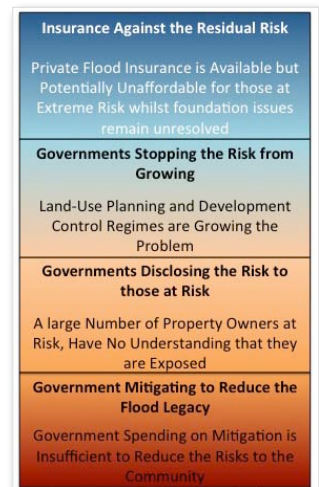 Insurance Against the Residual Risk
Private Flood Insurance is Available but
Potentially Unaffordable for those at
Extreme Risk whilst foundation issues
remain unresolved
Governments Stopping the Risk from
Growing
Land-Use Planning and Development
Control Regimes are Growing the
Problem
Governments Disclosing the Risk to
those at Risk
A large Number of Property Owners at
Risk, Have No Understanding that they
are Exposed
Government Mitigating to Reduce the
Flood Legacy
Government Spending on Mitigation is
Insufficient to Reduce the Risks to the
Community